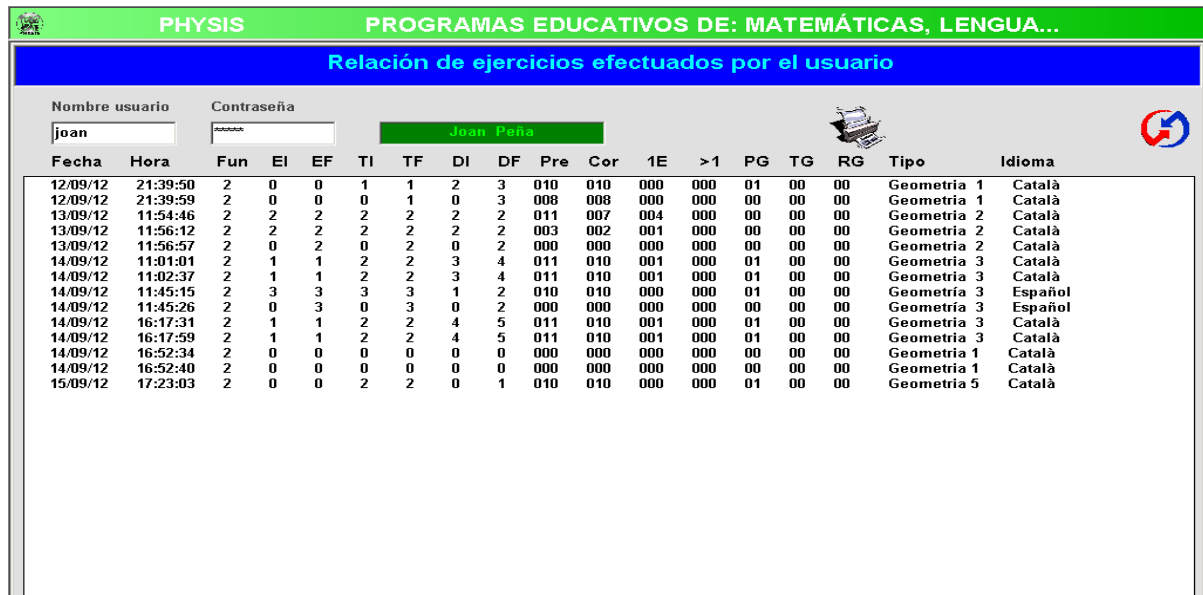 PHYSIS PROGRAMAS EDUCATIVOS DE: MATEMÁTICAS, LENGUA...
Relación de ejercicios efectuados por el usuario
Nombre usuario Contraseña
joan ***** Joan Peña
Fecha Hora Fun EI EF TI TF DI DF Pre Cor 1E >1 PG TG RG Tipo Idioma
12/09/12 21:39:50 2 0 0 1 1 2 3 010 010 000 000 01 00 00 Geometria 1 Català
12/09/12 21:39:59 2 0 0 0 1 0 3 008 008 000 000 00 00 00 Geometria 1 Català
13/09/12 11:54:46 2 2 2 2 2 2 2 011 007 004 000 00 00 00 Geometria 2 Català
13/09/12 11:56:12 2 2 2 2 2 2 2 003 002 001 000 00 00 00 Geometria 2 Català
13/09/12 11:56:57 2 0 2 0 2 0 2 000 000 000 000 00 00 00 Geometria 2 Català
14/09/12 11:01:01 2 1 1 2 2 3 4 011 010 001 000 01 00 00 Geometria 3 Català
14/09/12 11:02:37 2 1 1 2 2 3 4 011 010 001 000 01 00 00 Geometria 3 Català
14/09/12 11:45:15 2 3 3 3 3 1 2 010 010 000 000 01 00 00 Geometría 3 Español
14/09/12 11:45:26 2 0 3 0 3 0 2 000 000 000 000 00 00 00 Geometría 3 Español
14/09/12 16:17:31 2 1 1 2 2 4 5 011 010 001 000 01 00 00 Geometria 3 Català
14/09/12 16:17:59 2 1 1 2 2 4 5 011 010 001 000 01 00 00 Geometria 3 Català
14/09/12 16:52:34 2 0 0 0 0 0 0 000 000 000 000 00 00 00 Geometria 1 Català
14/09/12 16:52:40 2 0 0 0 0 0 0 000 000 000 000 00 00 00 Geometria 1 Català
15/09/12 17:23:03 2 0 0 2 2 0 1 010 010 000 000 01 00 00 Geometria 5 Català